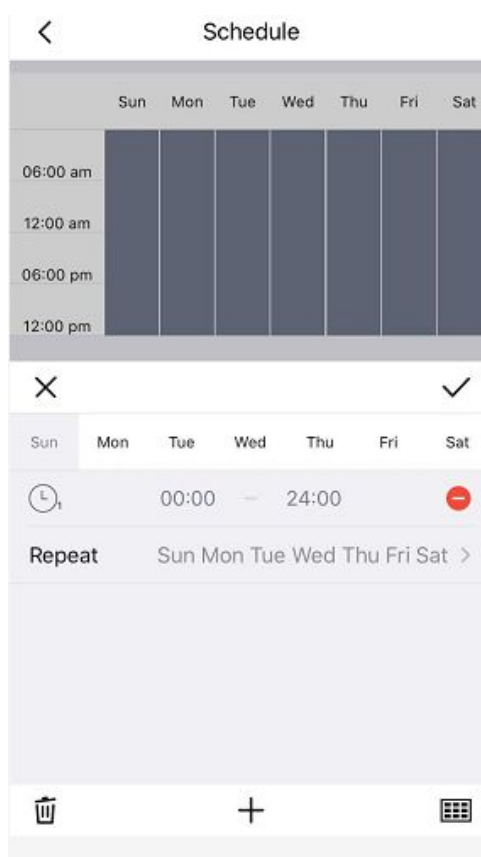 Schedule
Sun Mon Tue Wed Thu Fri Sat
06:00 am
12:00 am
06:00 pm
12:00 pm
Sun Mon Tue Wed Thu Fri Sat
1 00:00 – 24:00
Repeat Sun Mon Tue Wed Thu Fri Sat >